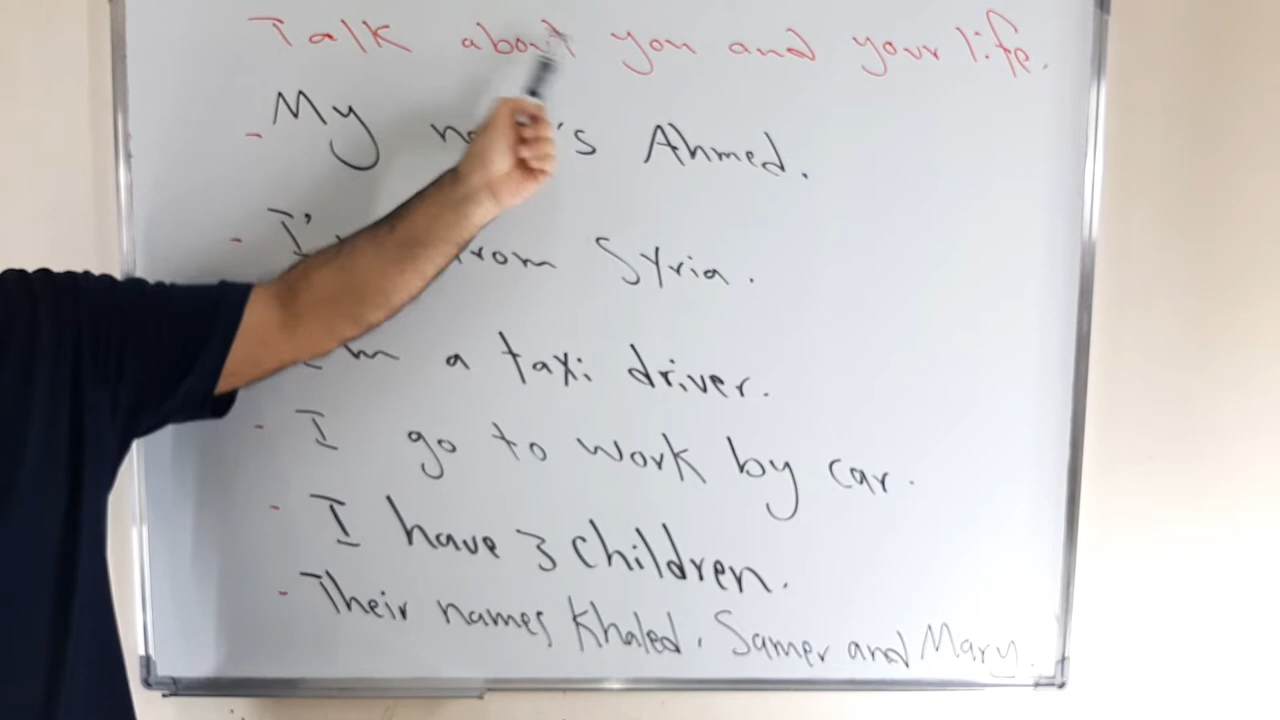 Talk about you and your life.
- My 's Ahmed.
- from Syria.
I'm a taxi driver.
- I go to work by car.
- I have 3 children.
- Their names Khaled, Samer and Mary.